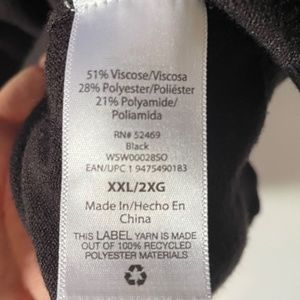 51% Viscose/Viscosa
28% Polyester/Poliéster
21% Polyamide/
Poliamida
RN# 52469
Black
WSW00028SO
EAN/UPC 1 9475490183
XXL/2XG
Made In/Hecho En
China
THIS LABEL YARN IS MADE
OUT OF 100% RECYCLED
POLYESTER MATERIALS